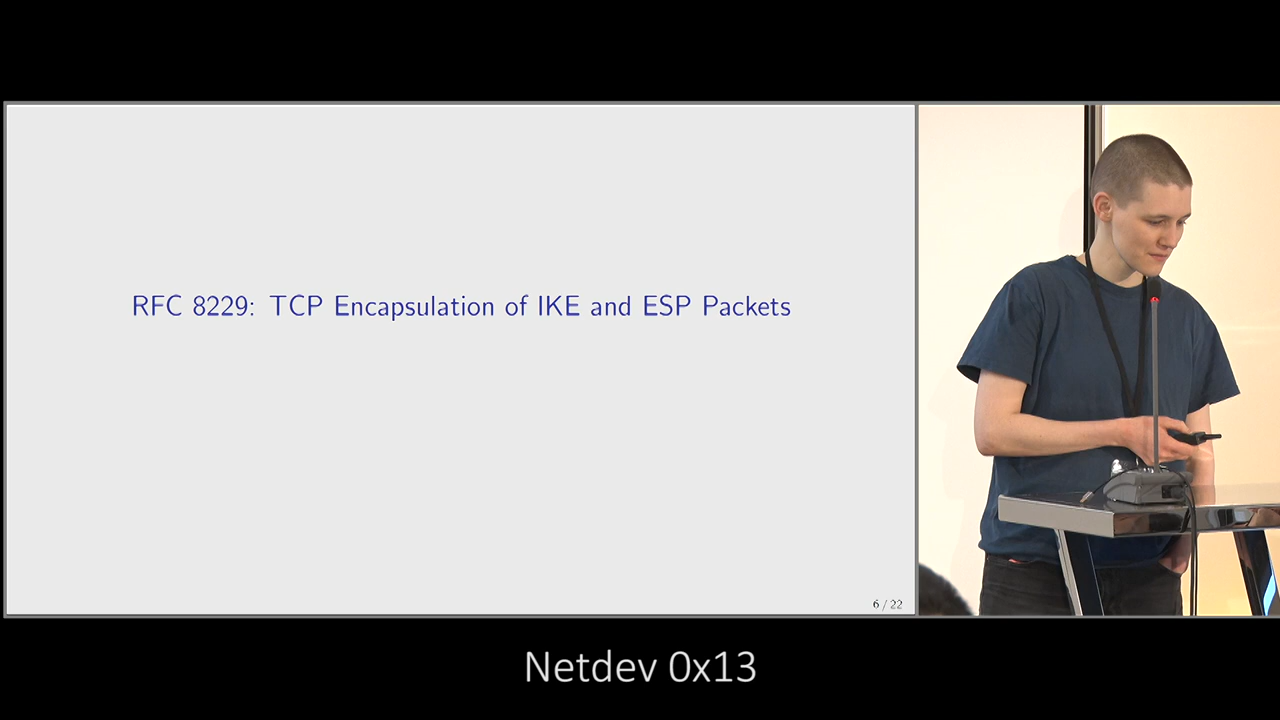 RFC 8229: TCP Encapsulation of IKE and ESP Packets
6 / 22
Netdev 0x13